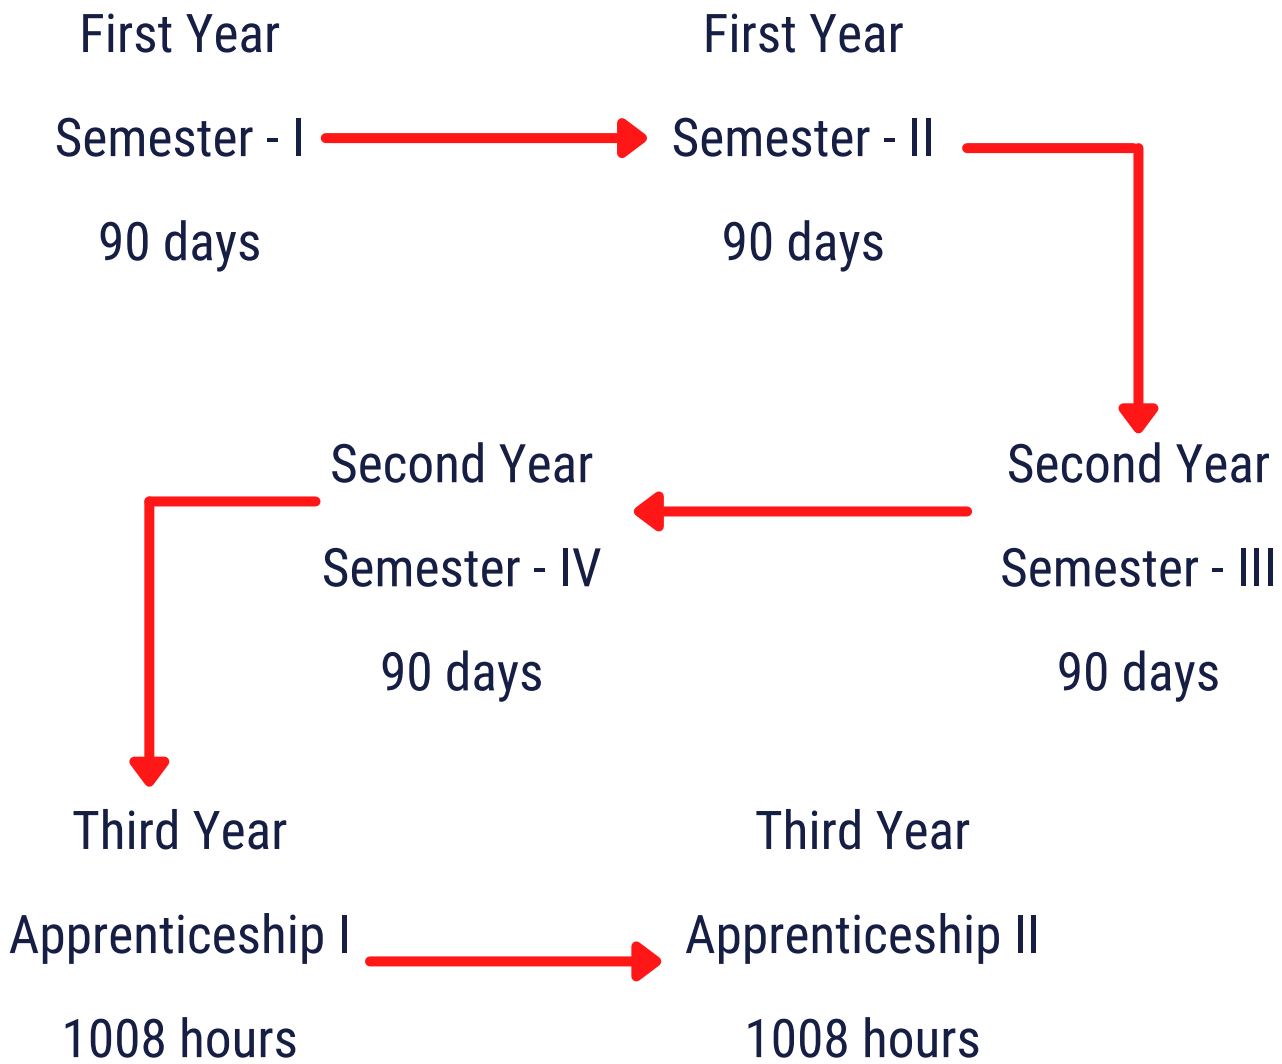 First Year
Semester - I
90 days
First Year
Semester - II
90 days
Second Year
Semester - III
90 days
Second Year
Semester - IV
90 days
Third Year
Apprenticeship I
1008 hours
Third Year
Apprenticeship II
1008 hours